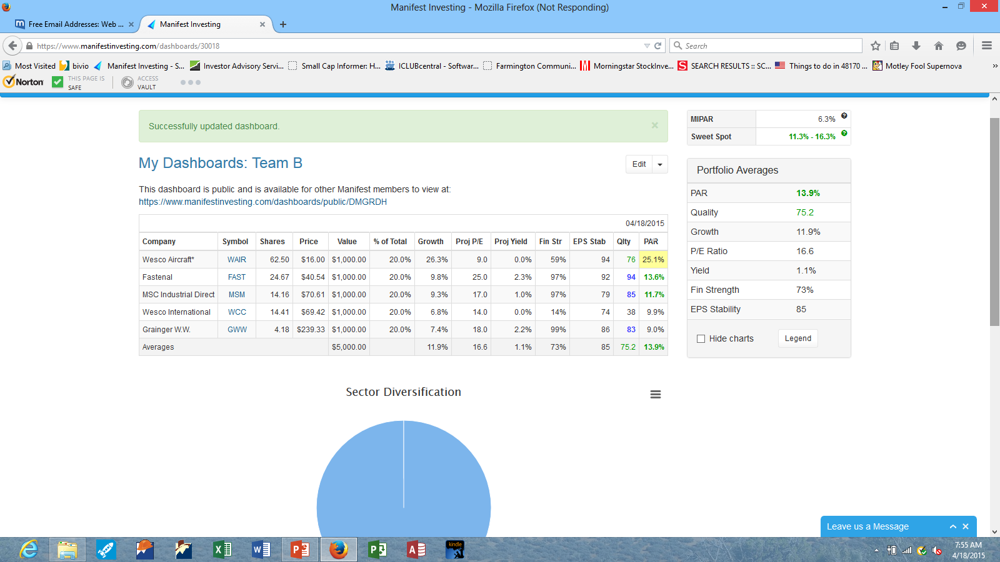 Manifest Investing - Mozilla Firefox (Not Responding)
Free Email Addresses: Web ...
Manifest Investing
https://www.manifestinvesting.com/dashboards/30018
Search
Most Visited bivio Manifest Investing - S... Investor Advisory Servi... Small Cap Informer: H... ICLUBcentral - Softwar... Farmington Communi... Morningstar StockInve... SEARCH RESULTS :: SC... Things to do in 48170 ... Motley Fool Supernova »
Norton THIS PAGE IS SAFE ACCESS VAULT
Successfully updated dashboard. ×
MIPAR 6.3%
Sweet Spot 11.3% - 16.3%
My Dashboards: Team B
Edit
This dashboard is public and is available for other Manifest members to view at:
https://www.manifestinvesting.com/dashboards/public/DMGRDH
04/18/2015
Company Symbol Shares Price Value % of Total Growth Proj P/E Proj Yield Fin Str EPS Stab Qlty PAR
Wesco Aircraft* WAIR 62.50 $16.00 $1,000.00 20.0% 26.3% 9.0 0.0% 59% 94 76 25.1%
Fastenal FAST 24.67 $40.54 $1,000.00 20.0% 9.8% 25.0 2.3% 97% 92 94 13.6%
MSC Industrial Direct MSM 14.16 $70.61 $1,000.00 20.0% 9.3% 17.0 1.0% 97% 79 85 11.7%
Wesco International WCC 14.41 $69.42 $1,000.00 20.0% 6.8% 14.0 0.0% 14% 74 38 9.9%
Grainger W.W. GWW 4.18 $239.33 $1,000.00 20.0% 7.4% 18.0 2.2% 99% 86 83 9.0%
Averages $5,000.00 11.9% 16.6 1.1% 73% 85 75.2 13.9%
Portfolio Averages
PAR 13.9%
Quality 75.2
Growth 11.9%
P/E Ratio 16.6
Yield 1.1%
Fin Strength 73%
EPS Stability 85
Hide charts Legend
Sector Diversification
Leave us a Message
kindle
7:55 AM
4/18/2015